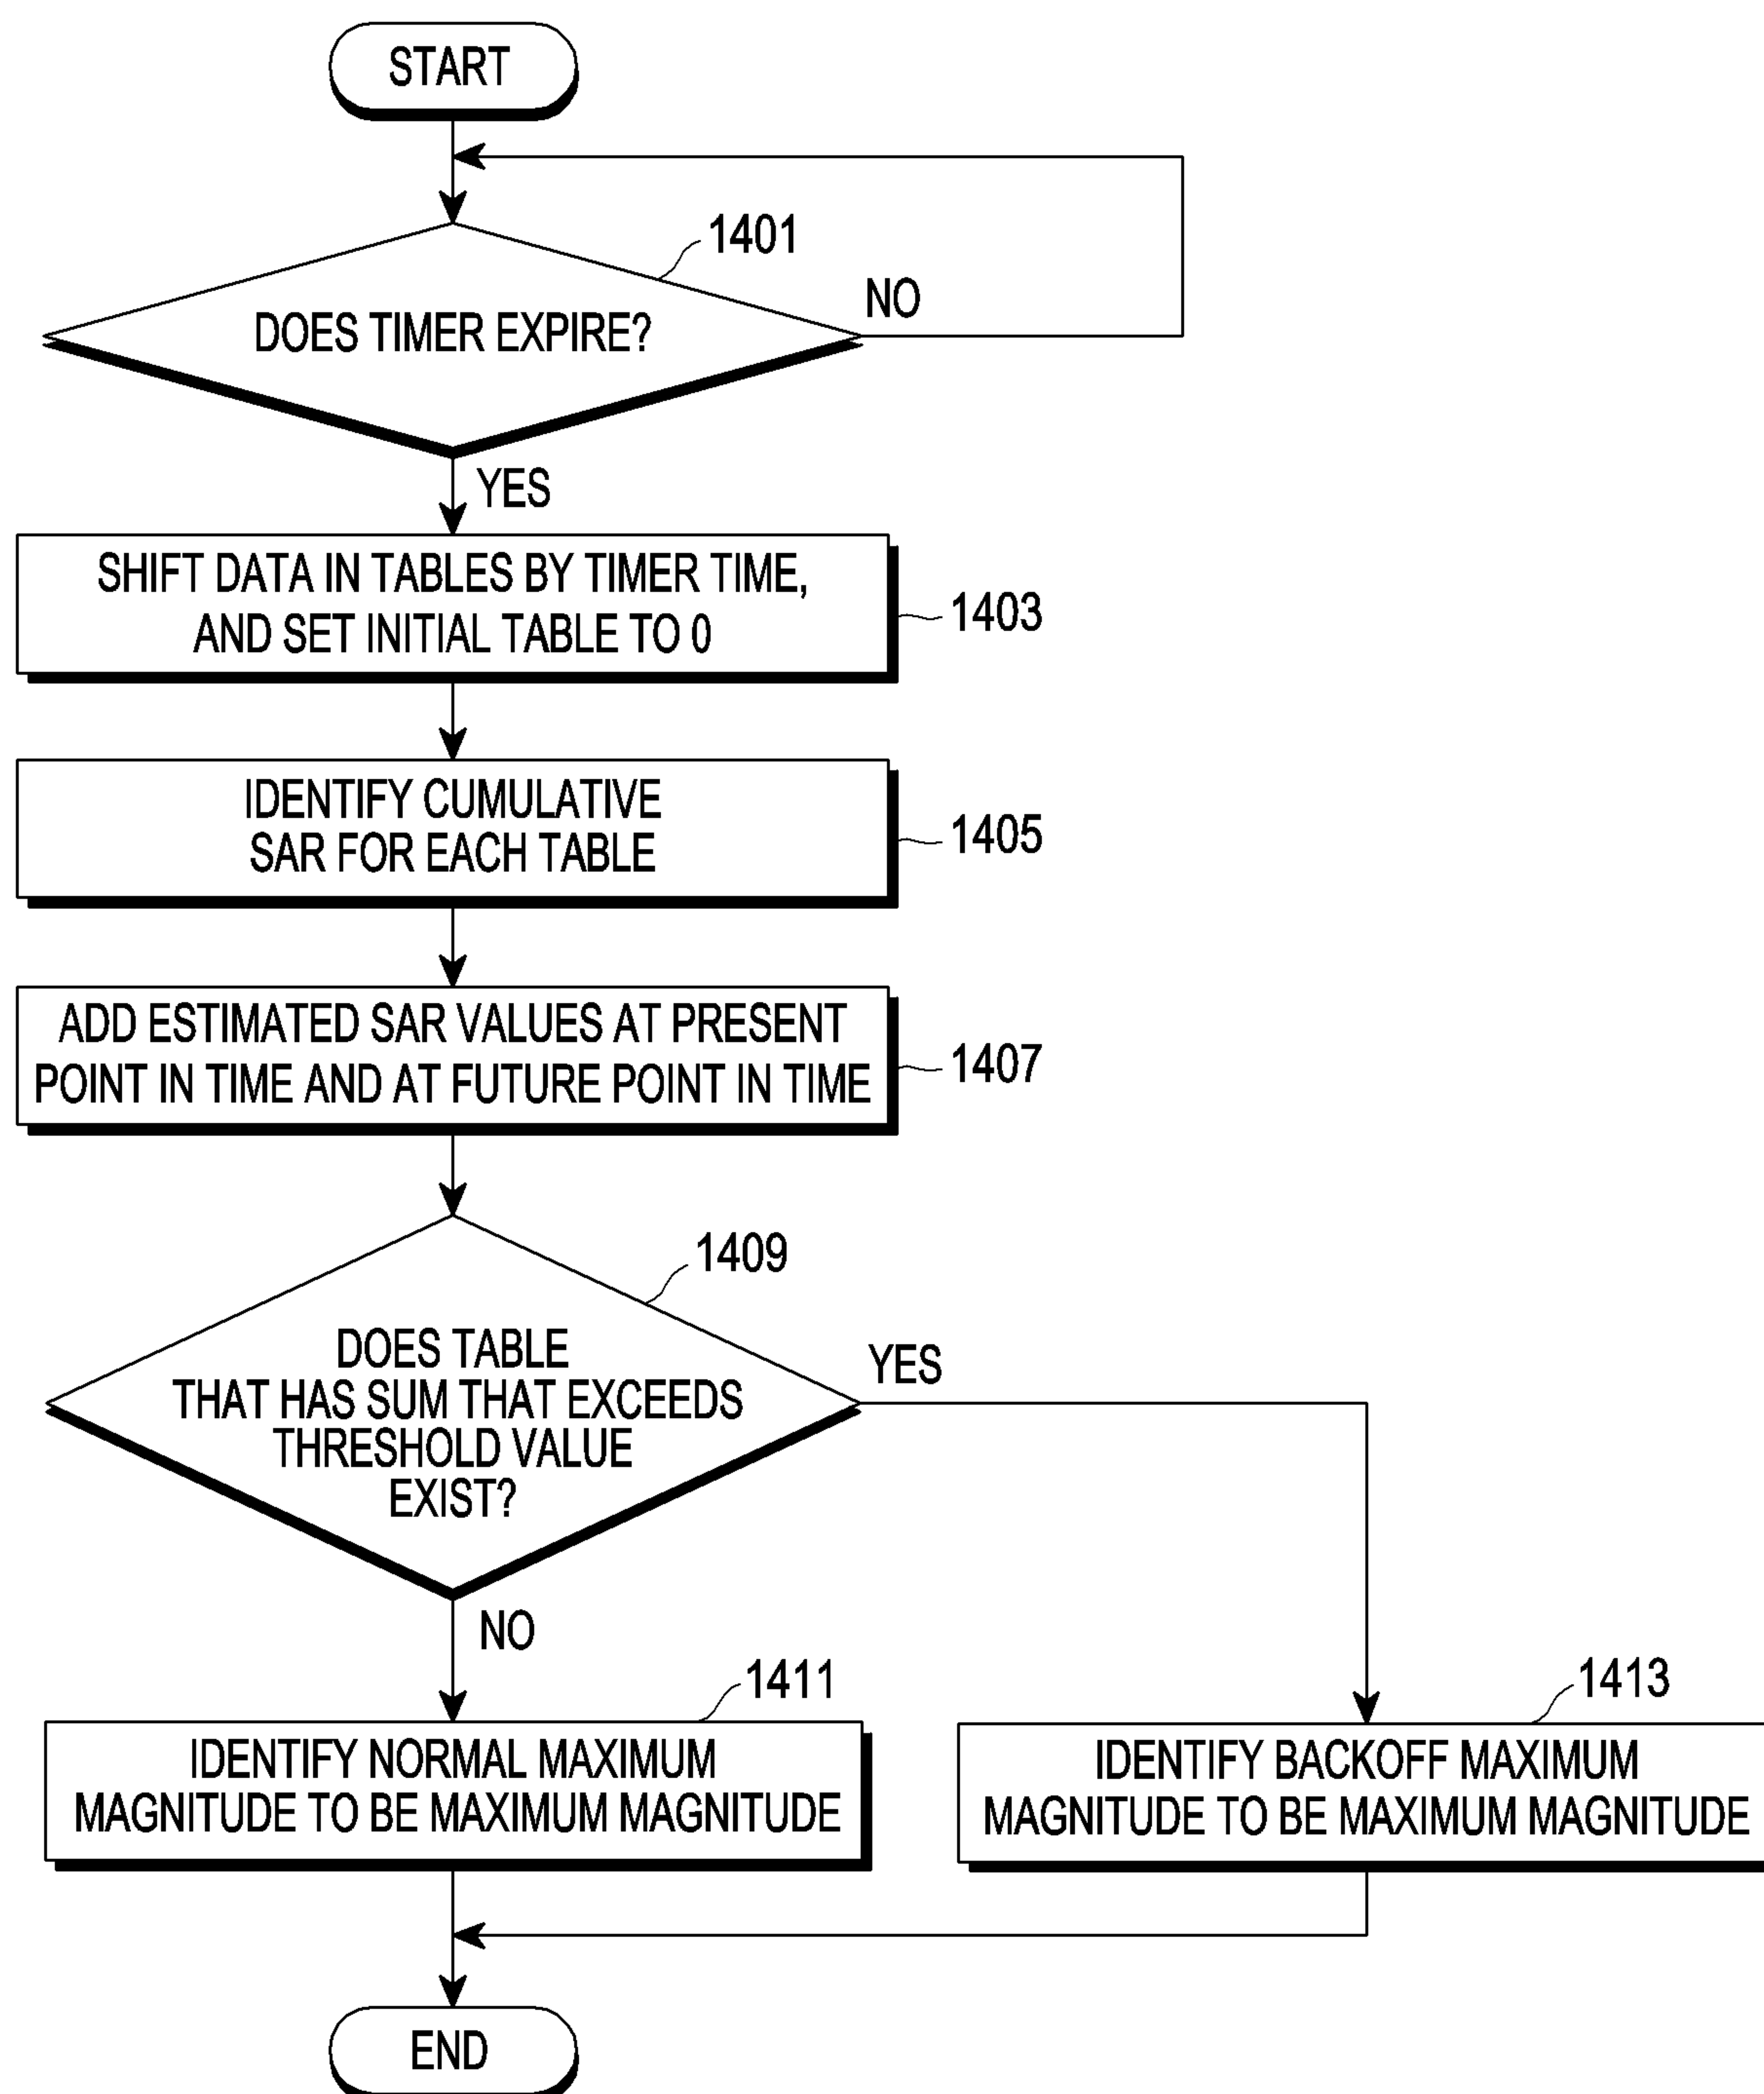 START
1401
NO
DOES TIMER EXPIRE?
YES
SHIFT DATA IN TABLES BY TIMER TIME,
AND SET INITIAL TABLE TO 0
1403
IDENTIFY CUMULATIVE
SAR FOR EACH TABLE
1405
ADD ESTIMATED SAR VALUES AT PRESENT
POINT IN TIME AND AT FUTURE POINT IN TIME
1407
1409
DOES TABLE
THAT HAS SUM THAT EXCEEDS
THRESHOLD VALUE
EXIST?
YES
NO
1411
IDENTIFY NORMAL MAXIMUM
MAGNITUDE TO BE MAXIMUM MAGNITUDE
1413
IDENTIFY BACKOFF MAXIMUM
MAGNITUDE TO BE MAXIMUM MAGNITUDE
END